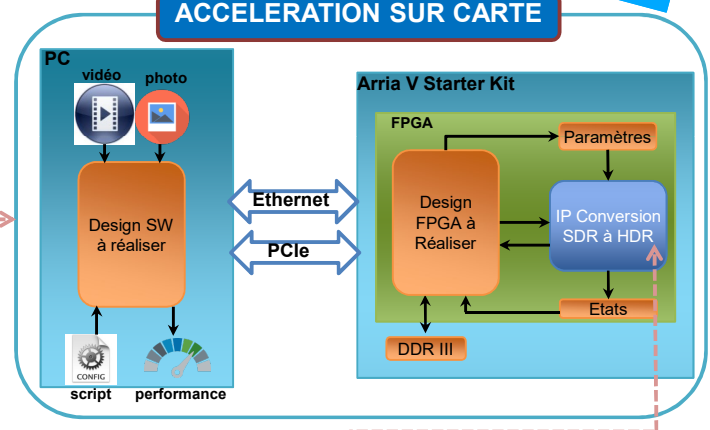 ACCELERATION SUR CARTE
PC
vidéo
photo
Design SW
à réaliser
CONFIG
script
performance
Ethernet
PCIe
Arria V Starter Kit
FPGA
Paramètres
Design
FPGA à
Réaliser
IP Conversion
SDR à HDR
Etats
DDR III